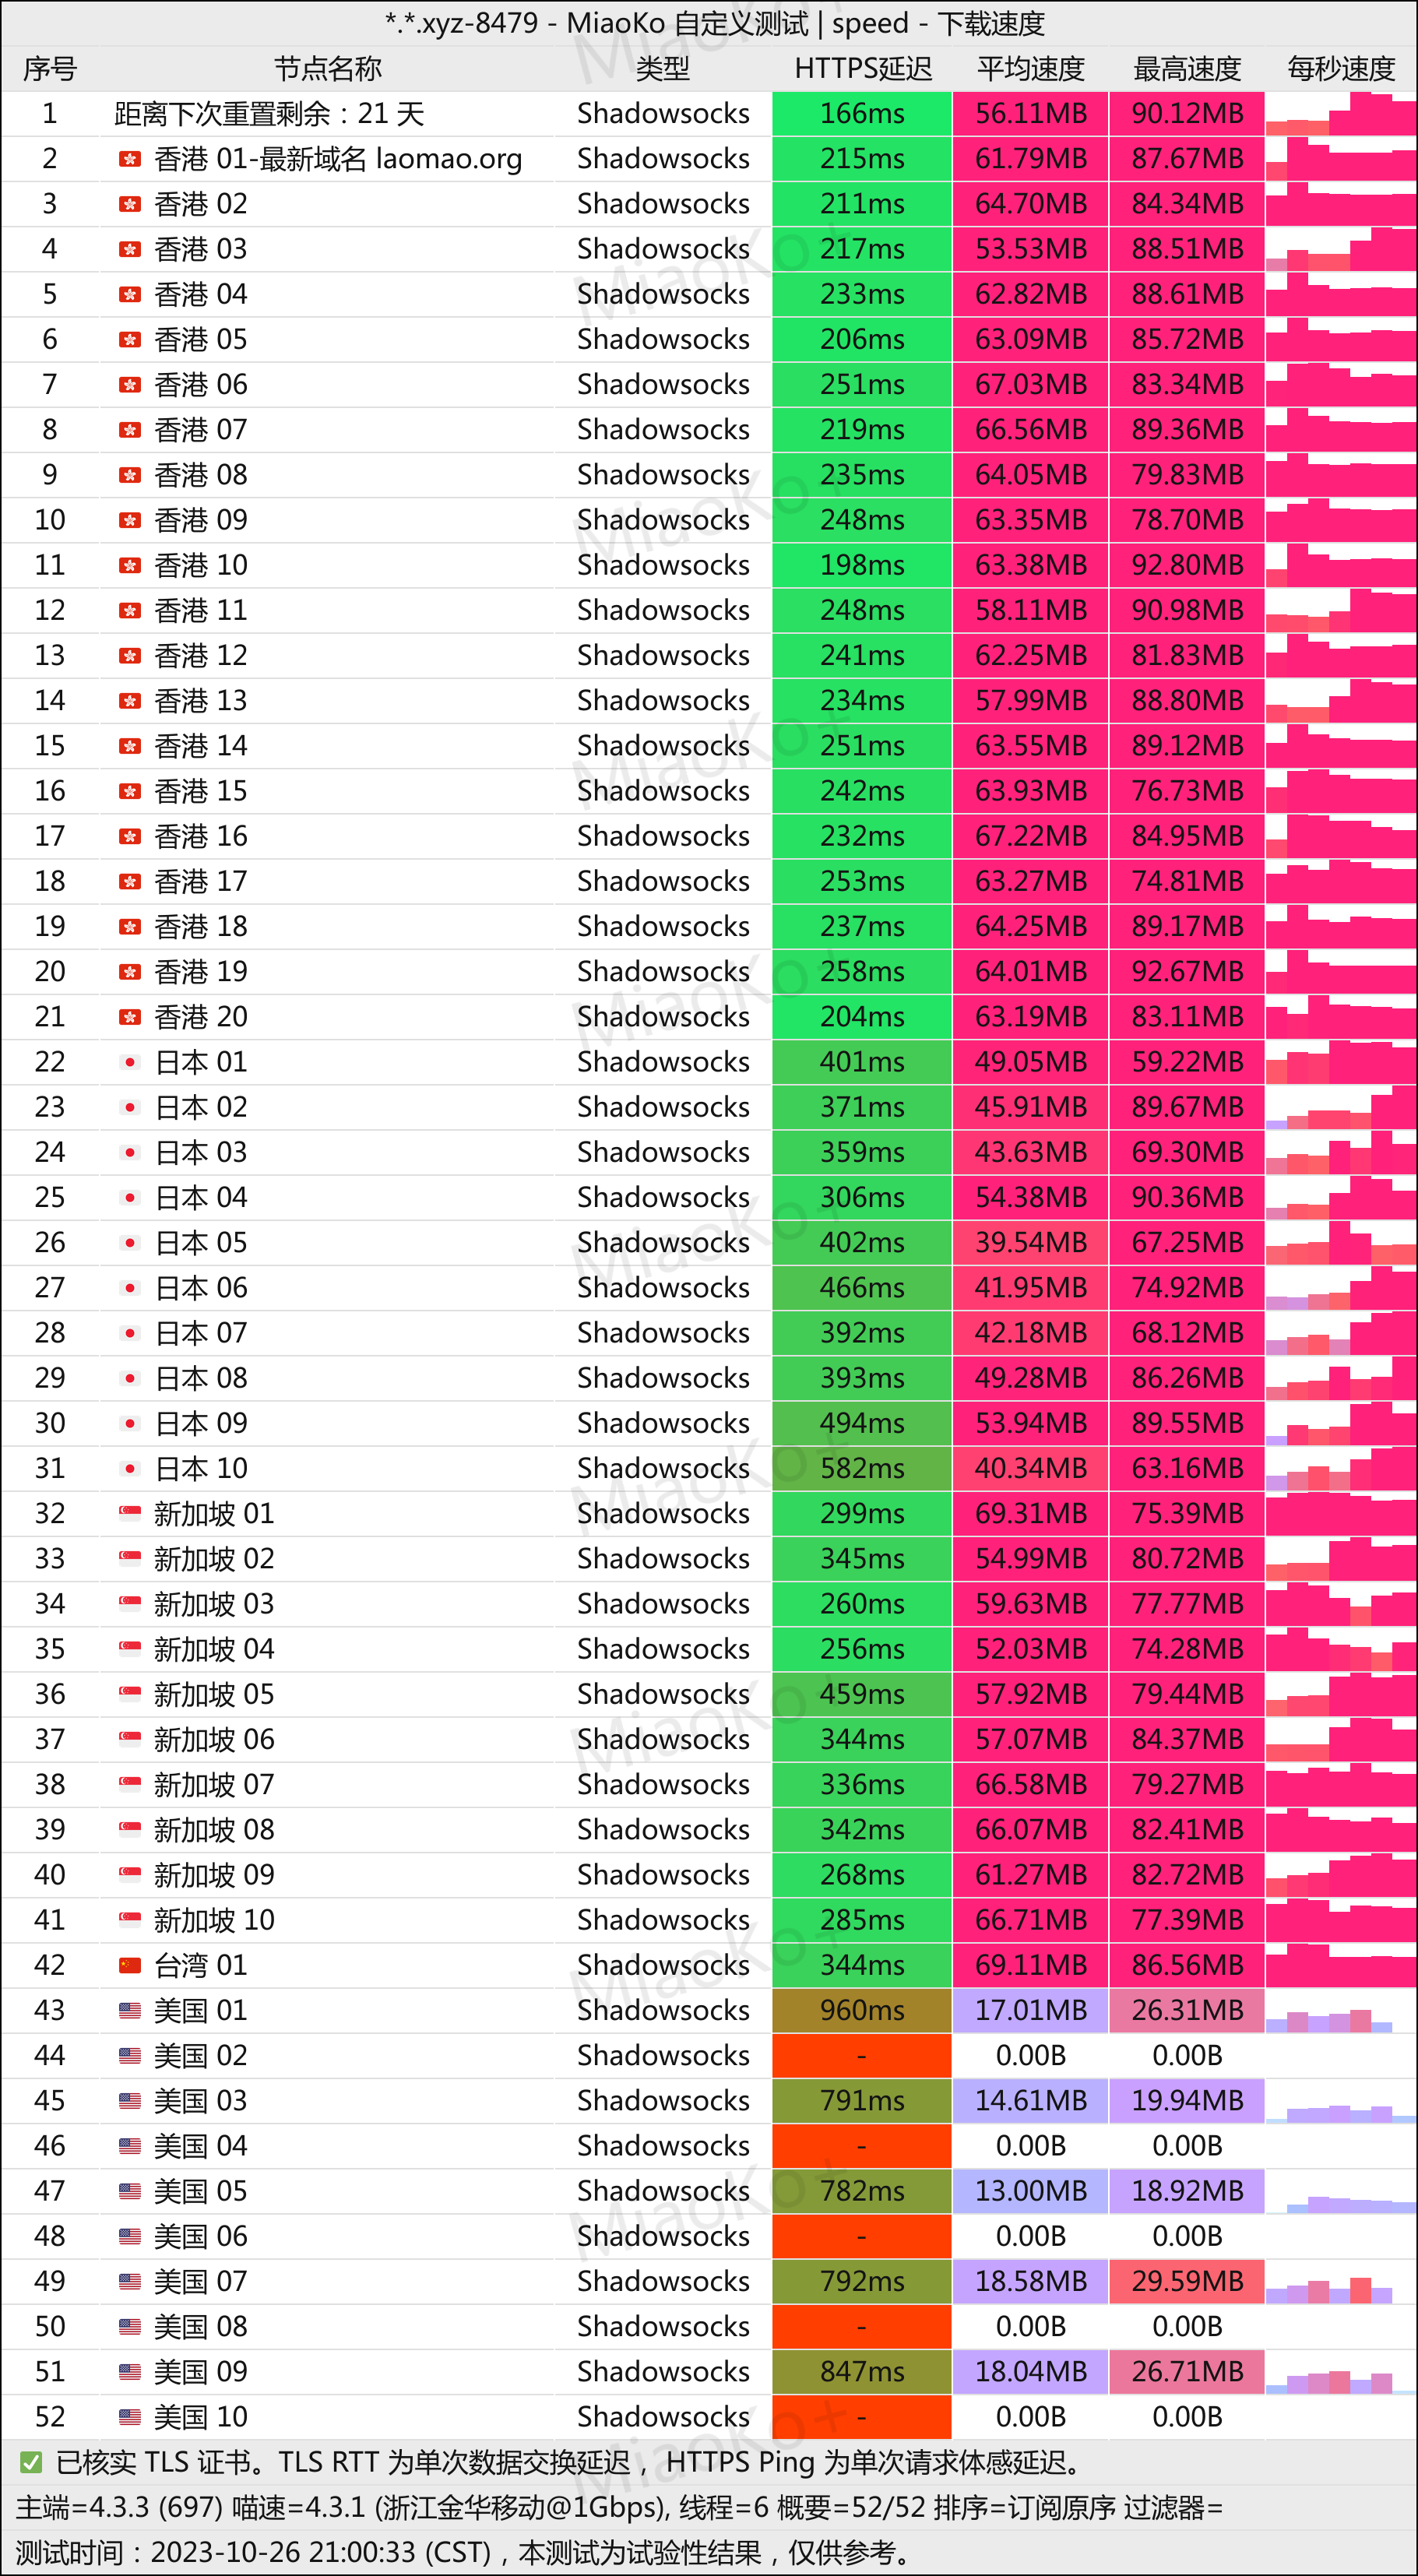 *.*.xyz-8479 - MiaoKo 自定义测试 | speed - 下载速度
序号 节点名称 类型 HTTPS延迟 平均速度 最高速度 每秒速度
1 距离下次重置剩余：21 天 Shadowsocks 166ms 56.11MB 90.12MB
2 香港 01-最新域名 laomao.org Shadowsocks 215ms 61.79MB 87.67MB
3 香港 02 Shadowsocks 211ms 64.70MB 84.34MB
4 香港 03 Shadowsocks 217ms 53.53MB 88.51MB
5 香港 04 Shadowsocks 233ms 62.82MB 88.61MB
6 香港 05 Shadowsocks 206ms 63.09MB 85.72MB
7 香港 06 Shadowsocks 251ms 67.03MB 83.34MB
8 香港 07 Shadowsocks 219ms 66.56MB 89.36MB
9 香港 08 Shadowsocks 235ms 64.05MB 79.83MB
10 香港 09 Shadowsocks 248ms 63.35MB 78.70MB
11 香港 10 Shadowsocks 198ms 63.38MB 92.80MB
12 香港 11 Shadowsocks 248ms 58.11MB 90.98MB
13 香港 12 Shadowsocks 241ms 62.25MB 81.83MB
14 香港 13 Shadowsocks 234ms 57.99MB 88.80MB
15 香港 14 Shadowsocks 251ms 63.55MB 89.12MB
16 香港 15 Shadowsocks 242ms 63.93MB 76.73MB
17 香港 16 Shadowsocks 232ms 67.22MB 84.95MB
18 香港 17 Shadowsocks 253ms 63.27MB 74.81MB
19 香港 18 Shadowsocks 237ms 64.25MB 89.17MB
20 香港 19 Shadowsocks 258ms 64.01MB 92.67MB
21 香港 20 Shadowsocks 204ms 63.19MB 83.11MB
22 日本 01 Shadowsocks 401ms 49.05MB 59.22MB
23 日本 02 Shadowsocks 371ms 45.91MB 89.67MB
24 日本 03 Shadowsocks 359ms 43.63MB 69.30MB
25 日本 04 Shadowsocks 306ms 54.38MB 90.36MB
26 日本 05 Shadowsocks 402ms 39.54MB 67.25MB
27 日本 06 Shadowsocks 466ms 41.95MB 74.92MB
28 日本 07 Shadowsocks 392ms 42.18MB 68.12MB
29 日本 08 Shadowsocks 393ms 49.28MB 86.26MB
30 日本 09 Shadowsocks 494ms 53.94MB 89.55MB
31 日本 10 Shadowsocks 582ms 40.34MB 63.16MB
32 新加坡 01 Shadowsocks 299ms 69.31MB 75.39MB
33 新加坡 02 Shadowsocks 345ms 54.99MB 80.72MB
34 新加坡 03 Shadowsocks 260ms 59.63MB 77.77MB
35 新加坡 04 Shadowsocks 256ms 52.03MB 74.28MB
36 新加坡 05 Shadowsocks 459ms 57.92MB 79.44MB
37 新加坡 06 Shadowsocks 344ms 57.07MB 84.37MB
38 新加坡 07 Shadowsocks 336ms 66.58MB 79.27MB
39 新加坡 08 Shadowsocks 342ms 66.07MB 82.41MB
40 新加坡 09 Shadowsocks 268ms 61.27MB 82.72MB
41 新加坡 10 Shadowsocks 285ms 66.71MB 77.39MB
42 台湾 01 Shadowsocks 344ms 69.11MB 86.56MB
43 美国 01 Shadowsocks 960ms 17.01MB 26.31MB
44 美国 02 Shadowsocks - 0.00B 0.00B
45 美国 03 Shadowsocks 791ms 14.61MB 19.94MB
46 美国 04 Shadowsocks - 0.00B 0.00B
47 美国 05 Shadowsocks 782ms 13.00MB 18.92MB
48 美国 06 Shadowsocks - 0.00B 0.00B
49 美国 07 Shadowsocks 792ms 18.58MB 29.59MB
50 美国 08 Shadowsocks - 0.00B 0.00B
51 美国 09 Shadowsocks 847ms 18.04MB 26.71MB
52 美国 10 Shadowsocks - 0.00B 0.00B
✅ 已核实 TLS 证书。TLS RTT 为单次数据交换延迟， HTTPS Ping 为单次请求体感延迟。
主端=4.3.3 (697) 喵速=4.3.1 (浙江金华移动@1Gbps), 线程=6 概要=52/52 排序=订阅原序 过滤器=
测试时间：2023-10-26 21:00:33 (CST)，本测试为试验性结果，仅供参考。